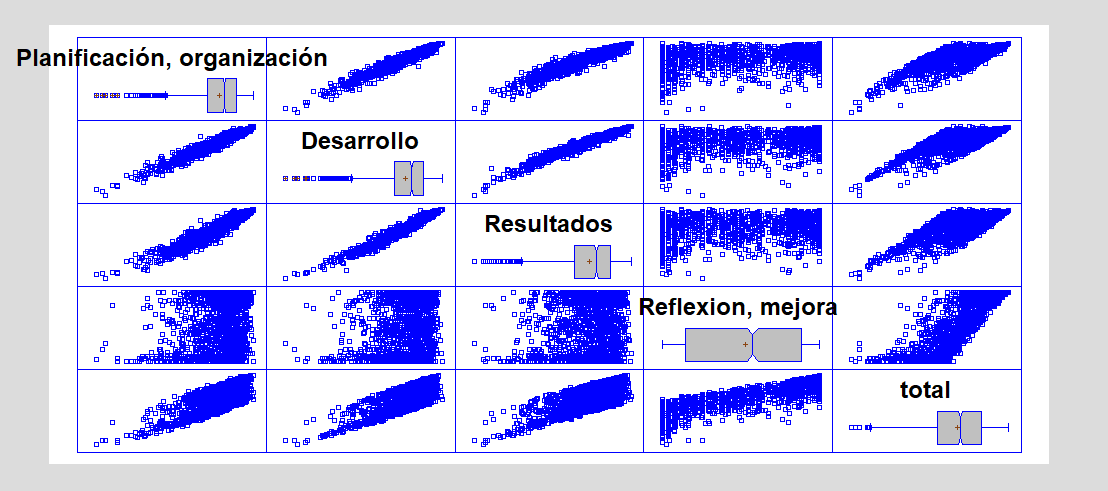 Planificación, organización
Desarrollo
Resultados
Reflexion, mejora
total